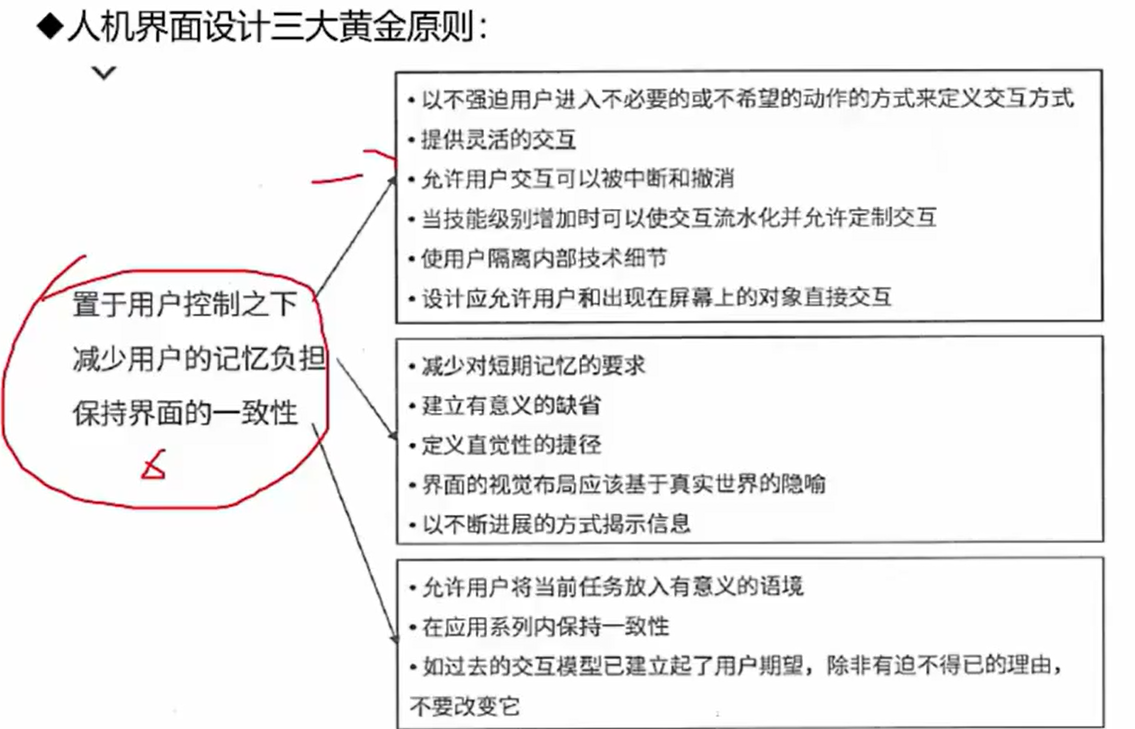 ◆人机界面设计三大黄金原则：
• 以不强迫用户进入不必要的或不希望的动作的方式来定义交互方式
• 提供灵活的交互
• 允许用户交互可以被中断和撤消
• 当技能级别增加时可以使交互流水化并允许定制交互
• 使用户隔离内部技术细节
• 设计应允许用户和出现在屏幕上的对象直接交互
置于用户控制之下
减少用户的记忆负担
保持界面的一致性
• 减少对短期记忆的要求
• 建立有意义的缺省
• 定义直觉性的捷径
• 界面的视觉布局应该基于真实世界的隐喻
• 以不断进展的方式揭示信息
• 允许用户将当前任务放入有意义的语境
• 在应用系列内保持一致性
• 如过去的交互模型已建立起了用户期望，除非有迫不得已的理由，
不要改变它